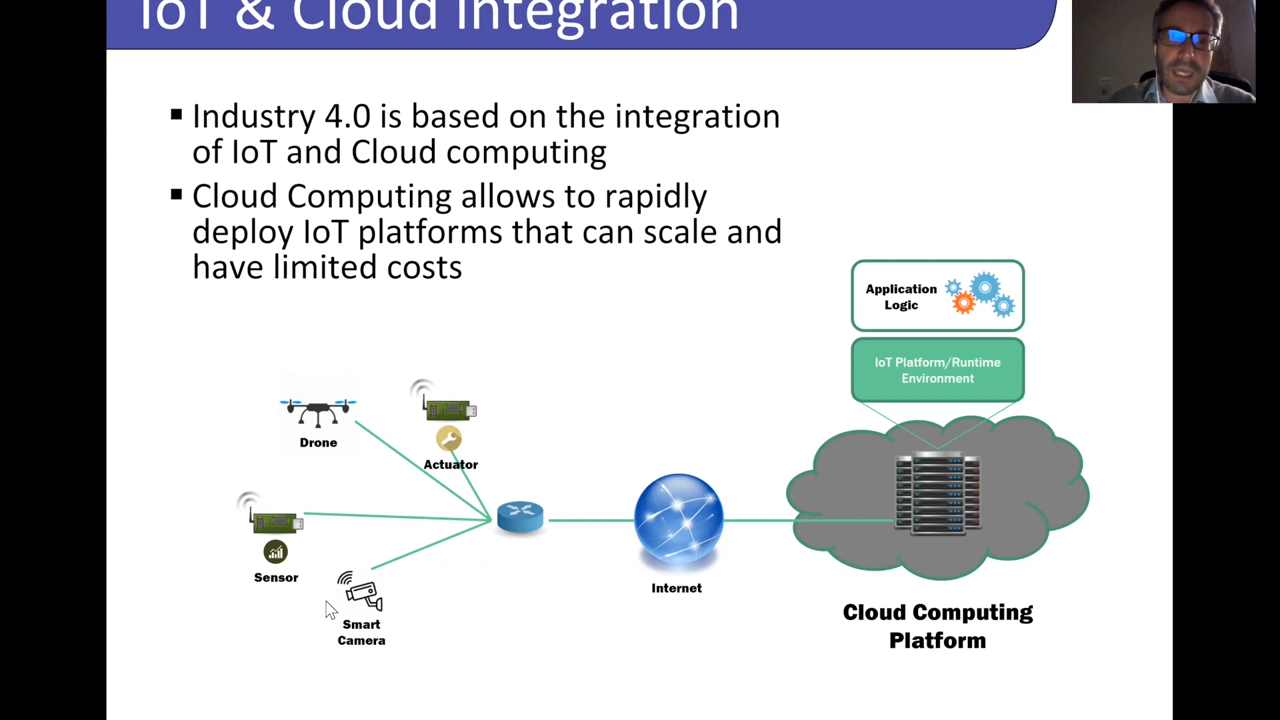 IoT & Cloud Integration
▪ Industry 4.0 is based on the integration
of IoT and Cloud computing
▪ Cloud Computing allows to rapidly
deploy IoT platforms that can scale and
have limited costs
Application
Logic
IoT Platform/Runtime
Environment
Drone
Actuator
Sensor
Smart
Camera
Internet
Cloud Computing
Platform